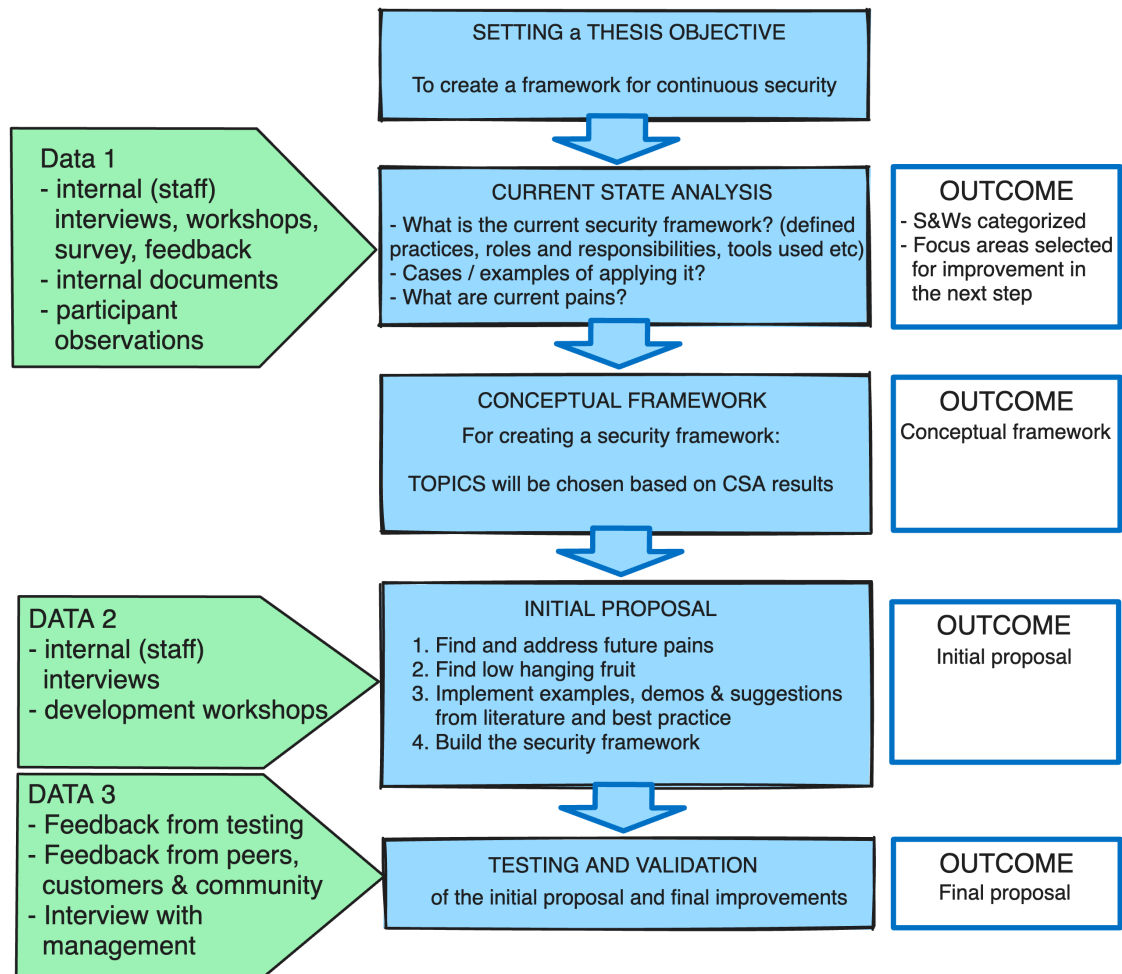 SETTING a THESIS OBJECTIVE
To create a framework for continuous security
Data 1
- internal (staff)
interviews, workshops,
survey, feedback
- internal documents
- participant
observations
CURRENT STATE ANALYSIS
- What is the current security framework? (defined
practices, roles and responsibilities, tools used etc)
- Cases / examples of applying it?
- What are current pains?
OUTCOME
- S&Ws categorized
- Focus areas selected
for improvement in
the next step
CONCEPTUAL FRAMEWORK
For creating a security framework:
TOPICS will be chosen based on CSA results
OUTCOME
Conceptual framework
DATA 2
- internal (staff)
interviews
- development workshops
INITIAL PROPOSAL
1. Find and address future pains
2. Find low hanging fruit
3. Implement examples, demos & suggestions
from literature and best practice
4. Build the security framework
OUTCOME
Initial proposal
DATA 3
- Feedback from testing
- Feedback from peers,
customers & community
- Interview with
management
TESTING AND VALIDATION
of the initial proposal and final improvements
OUTCOME
Final proposal